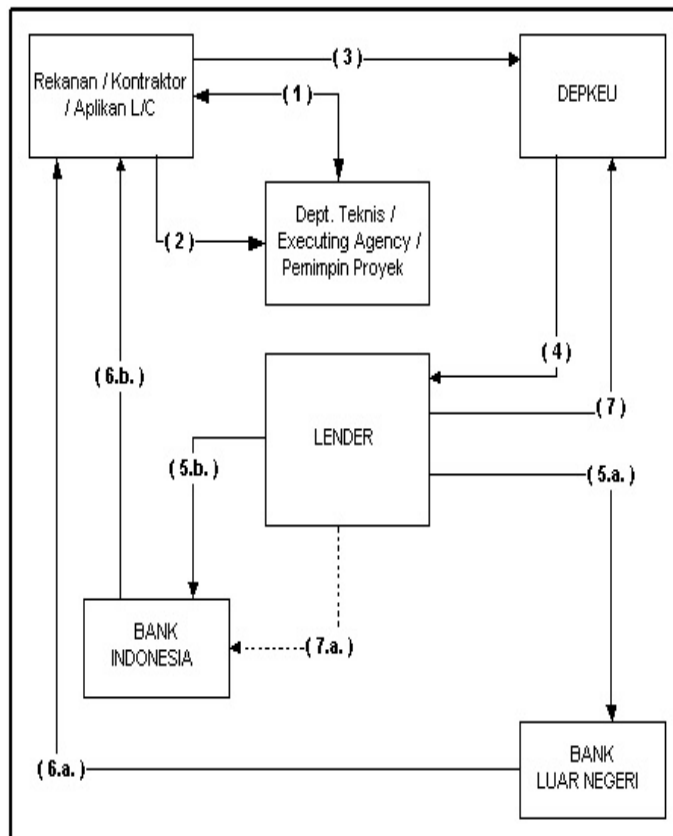 ( 3 )
Rekanan / Kontraktor
/ Aplikan L/C
DEPKEU
( 1 )
Dept. Teknis /
Executing Agency /
Pemimpin Proyek
( 2 )
( 4 )
( 6.b. )
( 7 )
LENDER
( 5.b. )
( 5.a. )
BANK
INDONESIA
( 7.a. )
BANK
LUAR NEGERI
( 6.a. )